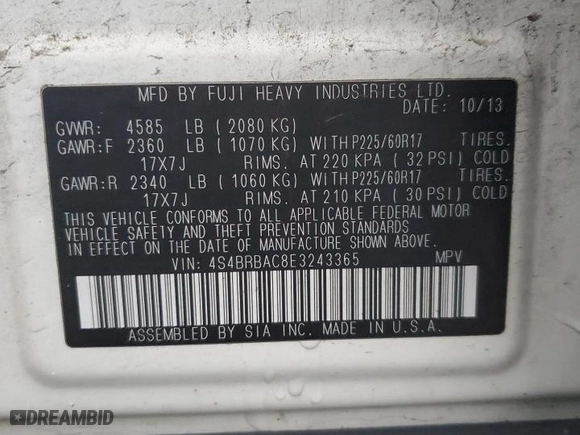 MFD BY FUJI HEAVY INDUSTRIES LTD.
DATE: 10/13
GVWR: 4585 LB ( 2080 KG)
GAWR:F 2360 LB ( 1070 KG) WITH P225/60R17 TIRES.
17X7J RIMS. AT 220 KPA ( 32 PSI) COLD
GAWR:R 2340 LB ( 1060 KG) WITH P225/60R17 TIRES.
17X7J RIMS. AT 210 KPA ( 30 PSI) COLD
THIS VEHICLE CONFORMS TO ALL APPLICABLE FEDERAL MOTOR
VEHICLE SAFETY AND THEFT PREVENTION STANDARDS
IN EFFECT ON THE DATE OF MANUFACTURE SHOWN ABOVE.
VIN: 4S4BRBAC8E3243365 MPV
ASSEMBLED BY SIA INC. MADE IN U.S.A.
DREAMBID